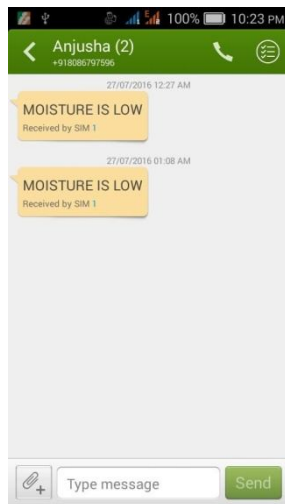 100% 10:23 PM
Anjusha (2)
+918086797596
27/07/2016 12:27 AM
MOISTURE IS LOW
Received by SIM 1
27/07/2016 01:08 AM
MOISTURE IS LOW
Received by SIM 1
Type message
Send